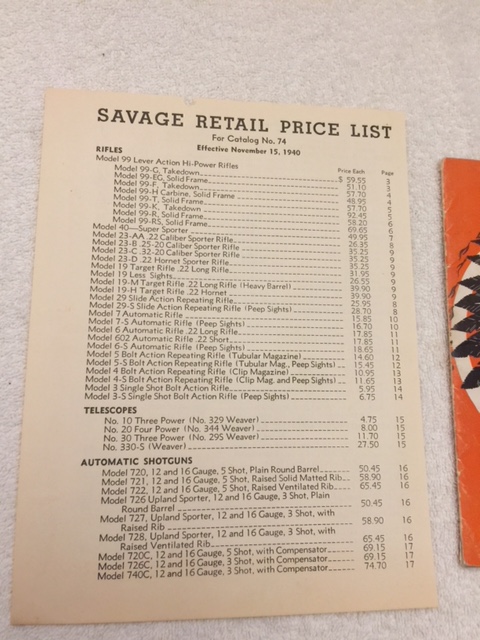 SAVAGE RETAIL PRICE LIST
For Catalog No. 74
Effective November 15, 1940
RIFLES Price Each Page
Model 99 Lever Action Hi-Power Rifles
Model 99-G, Takedown $59.55 3
Model 99-EG, Solid Frame 51.10 3
Model 99-F, Takedown 57.70 4
Model 99-H Carbine, Solid Frame 48.95 4
Model 99-T, Solid Frame 57.70 4
Model 99-K, Takedown 92.45 5
Model 99-R, Solid Frame 58.20 6
Model 99-RS, Solid Frame 69.65 6
Model 40—Super Sporter 49.95 7
Model 23-AA .22 Caliber Sporter Rifle 26.35 8
Model 23-B .25-20 Caliber Sporter Rifle 35.25 9
Model 23-C .32-20 Caliber Sporter Rifle 35.25 9
Model 23-D .22 Hornet Sporter Rifle 35.25 9
Model 19 Target Rifle .22 Long Rifle 31.95 9
Model 19 Less Sights 26.55 9
Model 19-M Target Rifle .22 Long Rifle (Heavy Barrel) 39.90 9
Model 19-H Target Rifle .22 Hornet 39.90 9
Model 29 Slide Action Repeating Rifle 25.95 8
Model 29-S Slide Action Repeating Rifle (Peep Sights) 28.70 8
Model 7 Automatic Rifle 15.85 10
Model 7-S Automatic Rifle (Peep Sights) 16.70 10
Model 6 Automatic Rifle .22 Long Rifle 17.85 11
Model 602 Automatic Rifle .22 Short 17.85 11
Model 6-S Automatic Rifle (Peep Sights) 18.65 11
Model 5 Bolt Action Repeating Rifle (Tubular Magazine) 14.60 12
Model 5-S Bolt Action Repeating Rifle (Tubular Mag., Peep Sights) 15.45 12
Model 4 Bolt Action Repeating Rifle (Clip Magazine) 10.95 13
Model 4-S Bolt Action Repeating Rifle (Clip Mag. and Peep Sights) 11.65 13
Model 3 Single Shot Bolt Action Rifle 5.95 14
Model 3-S Single Shot Bolt Action Rifle (Peep Sights) 6.75 14
TELESCOPES
No. 10 Three Power (No. 329 Weaver) 4.75 15
No. 20 Four Power (No. 344 Weaver) 8.00 15
No. 30 Three Power (No. 29S Weaver) 11.70 15
No. 330-S (Weaver) 27.50 15
AUTOMATIC SHOTGUNS
Model 720, 12 and 16 Gauge, 5 Shot, Plain Round Barrel 50.45 16
Model 721, 12 and 16 Gauge, 5 Shot, Raised Solid Matted Rib 58.90 16
Model 722, 12 and 16 Gauge, 5 Shot, Raised Ventilated Rib 65.45 16
Model 726 Upland Sporter, 12 and 16 Gauge, 3 Shot, Plain
Round Barrel 50.45 16
Model 727, Upland Sporter, 12 and 16 Gauge, 3 Shot, with
Raised Rib 58.90 16
Model 728, Upland Sporter, 12 and 16 Gauge, 3 Shot, with
Raised Ventilated Rib 65.45 16
Model 720C, 12 and 16 Gauge, 5 Shot, with Compensator 69.15 17
Model 726C, 12 and 16 Gauge, 3 Shot, with Compensator 69.15 17
Model 740C, 12 and 16 Gauge, 3 Shot, with Compensator 74.70 17